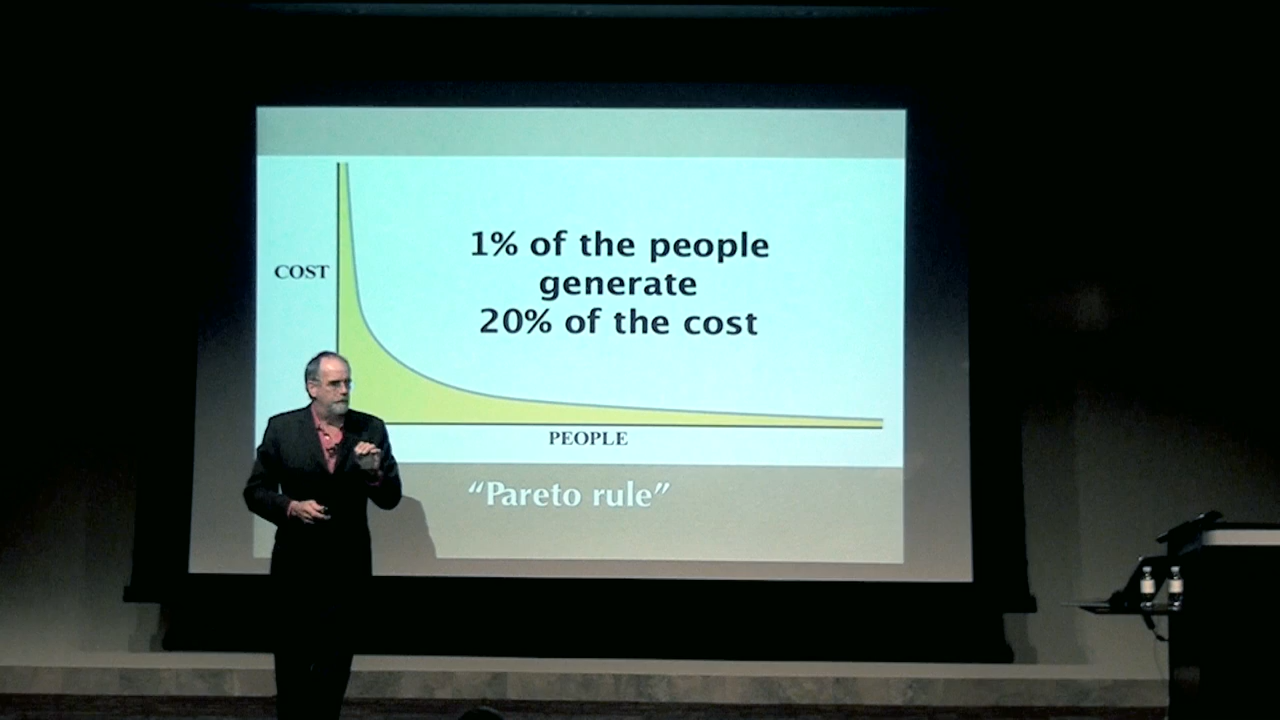 1% of the people
generate
20% of the cost
COST
PEOPLE
“Pareto rule”